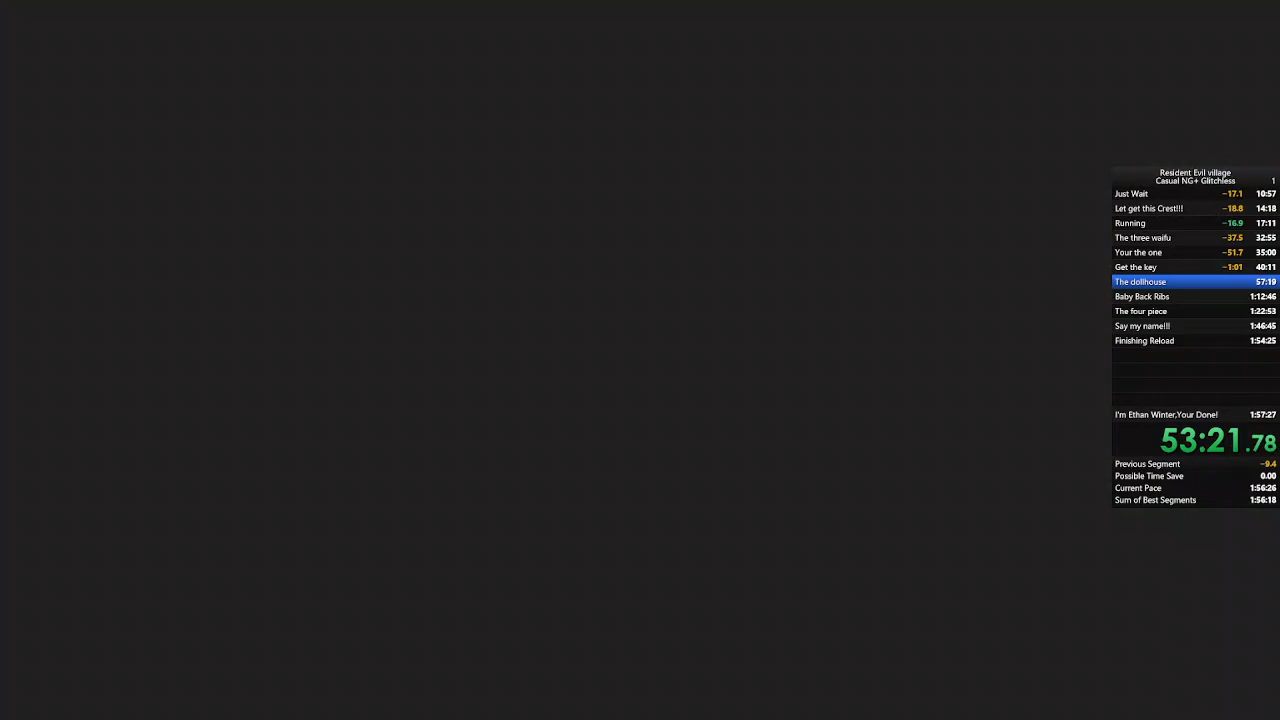 Resident Evil village
Casual NG+ Glitchless 1
Just Wait −17.1 10:57
Let get this Crest!!! −18.8 14:18
Running −16.9 17:11
The three waifu −37.5 32:55
Your the one −51.7 35:00
Get the key −1:01 40:11
The dollhouse 57:19
Baby Back Ribs 1:12:46
The four piece 1:22:53
Say my name!!! 1:46:45
Finishing Reload 1:54:25
I'm Ethan Winter,Your Done! 1:57:27
53:21.78
Previous Segment −9.4
Possible Time Save 0.00
Current Pace 1:56:26
Sum of Best Segments 1:56:18